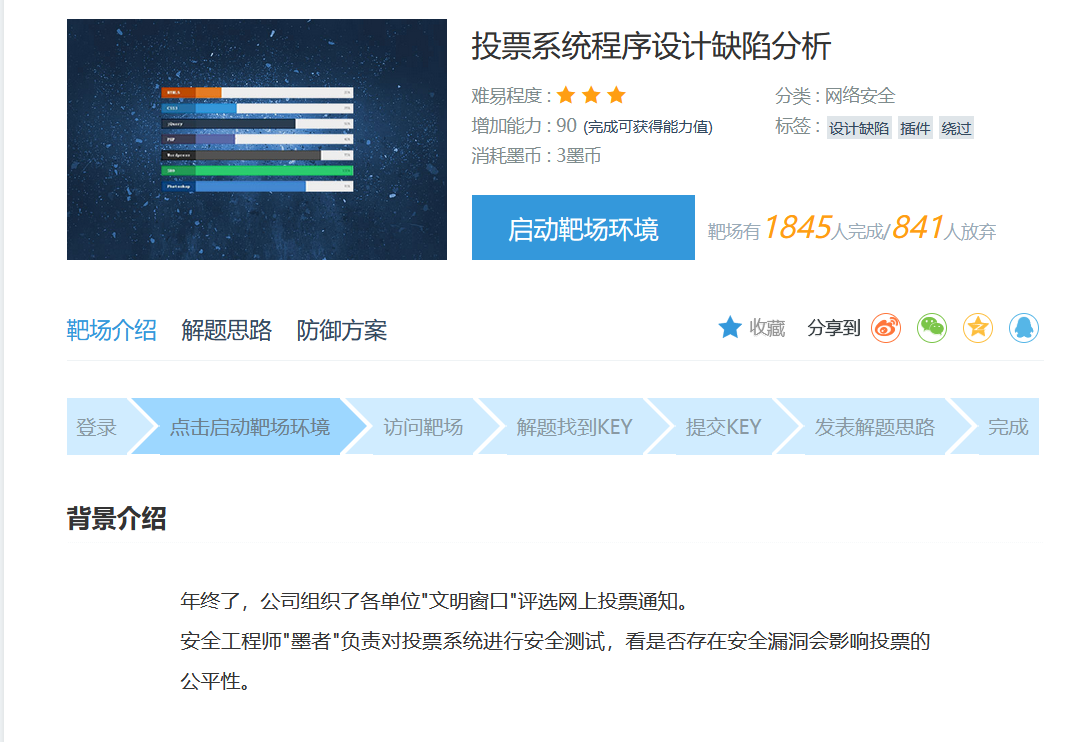 投票系统程序设计缺陷分析
难易程度 : 分类 : 网络安全
增加能力 : 90 (完成可获得能力值) 标签 : 设计缺陷 插件 绕过
消耗墨币 : 3墨币
HTML5
CSS3
jQuery
PHP
Wordpress
SEO
Photoshop
启动靶场环境 靶场有1845人完成/841人放弃
靶场介绍 解题思路 防御方案 收藏 分享到
登录 点击启动靶场环境 访问靶场 解题找到KEY 提交KEY 发表解题思路 完成
背景介绍
年终了，公司组织了各单位"文明窗口"评选网上投票通知。
安全工程师"墨者"负责对投票系统进行安全测试，看是否存在安全漏洞会影响投票的
公平性。